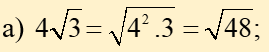 a) 4√3 = √(4² .3) = √48;